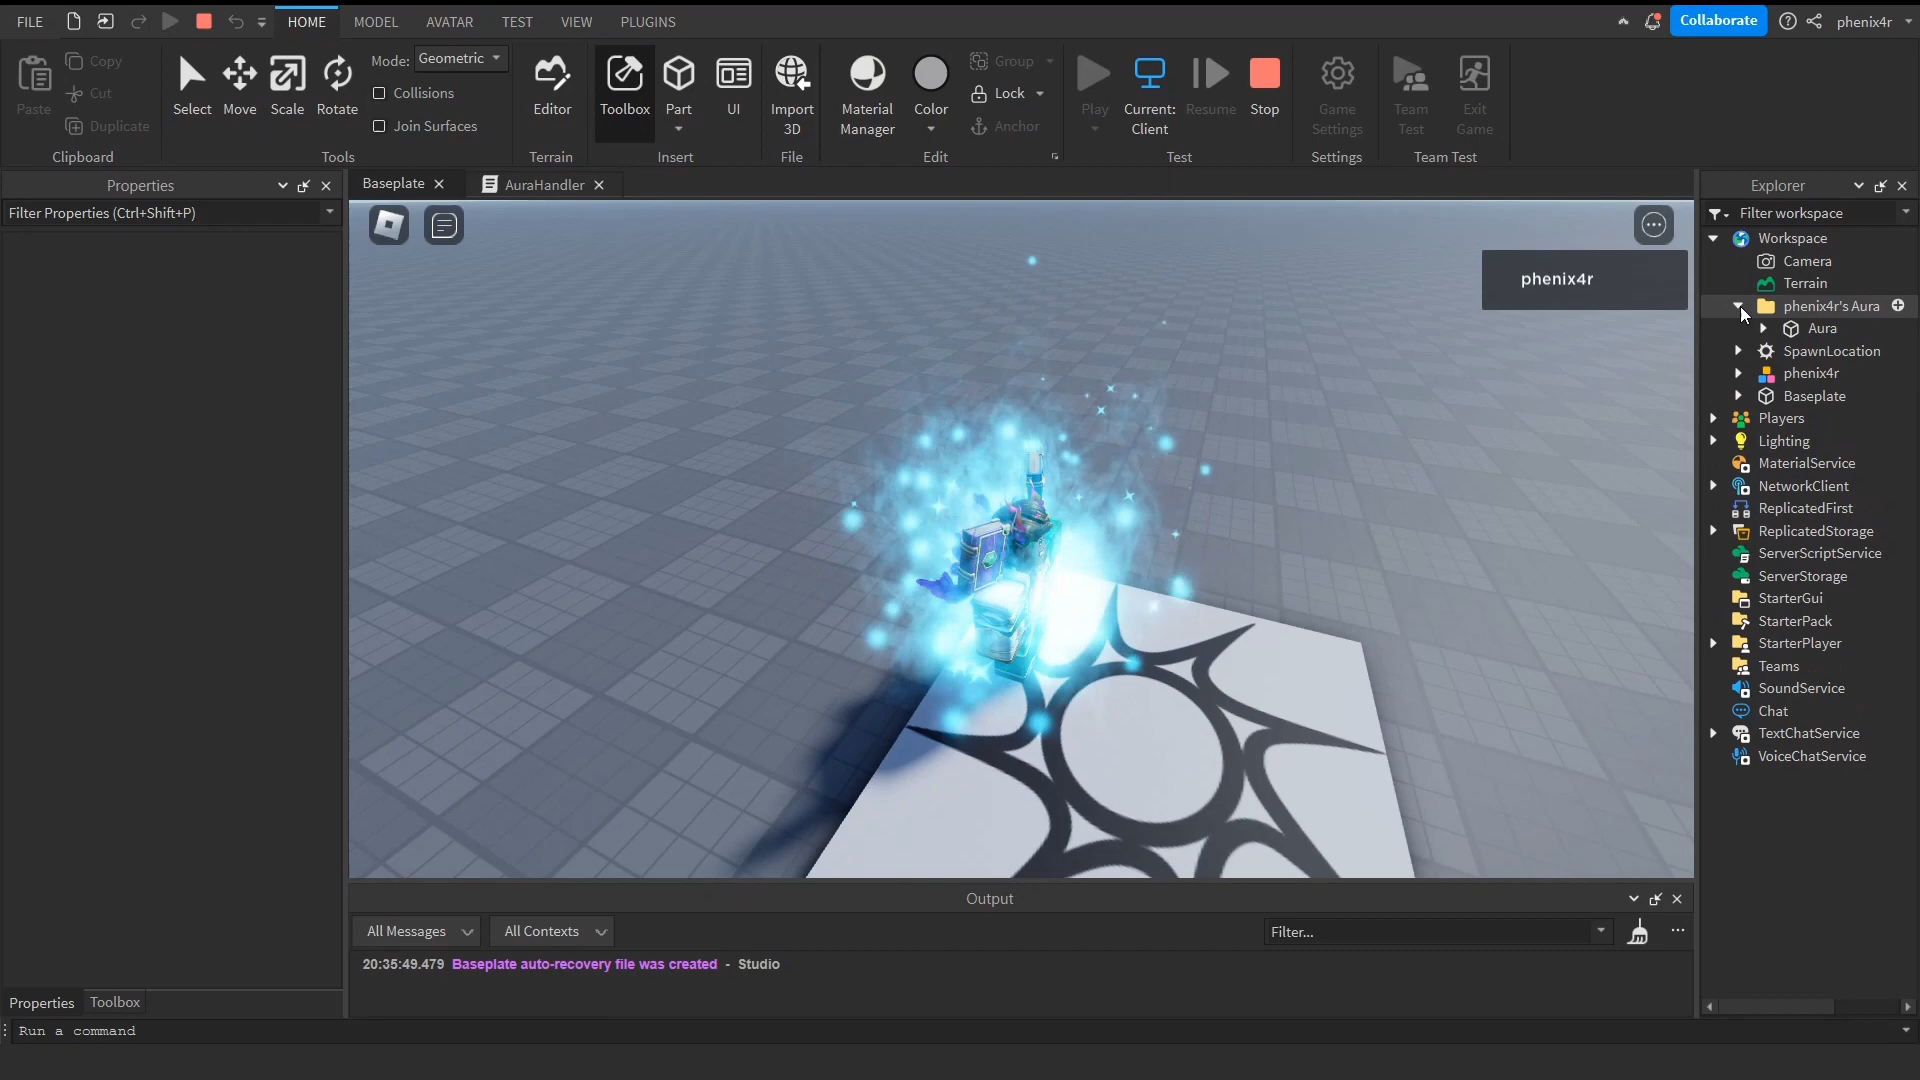 FILE HOME MODEL AVATAR TEST VIEW PLUGINS Collaborate phenix4r
Paste Copy Cut Duplicate Clipboard
Select Move Scale Rotate Mode: Geometric Collisions Join Surfaces Tools
Editor Terrain
Toolbox Part UI Insert
Import 3D File
Material Manager Color Group Lock Anchor Edit
Play Current: Client Resume Stop Test
Game Settings Settings
Team Test Exit Game Team Test
Properties
Filter Properties (Ctrl+Shift+P)
Baseplate AuraHandler
phenix4r
Explorer
Filter workspace
Workspace
Camera
Terrain
phenix4r's Aura
Aura
SpawnLocation
phenix4r
Baseplate
Players
Lighting
MaterialService
NetworkClient
ReplicatedFirst
ReplicatedStorage
ServerScriptService
ServerStorage
StarterGui
StarterPack
StarterPlayer
Teams
SoundService
Chat
TextChatService
VoiceChatService
Output
All Messages All Contexts Filter...
20:35:49.479 Baseplate auto-recovery file was created - Studio
Properties Toolbox
Run a command